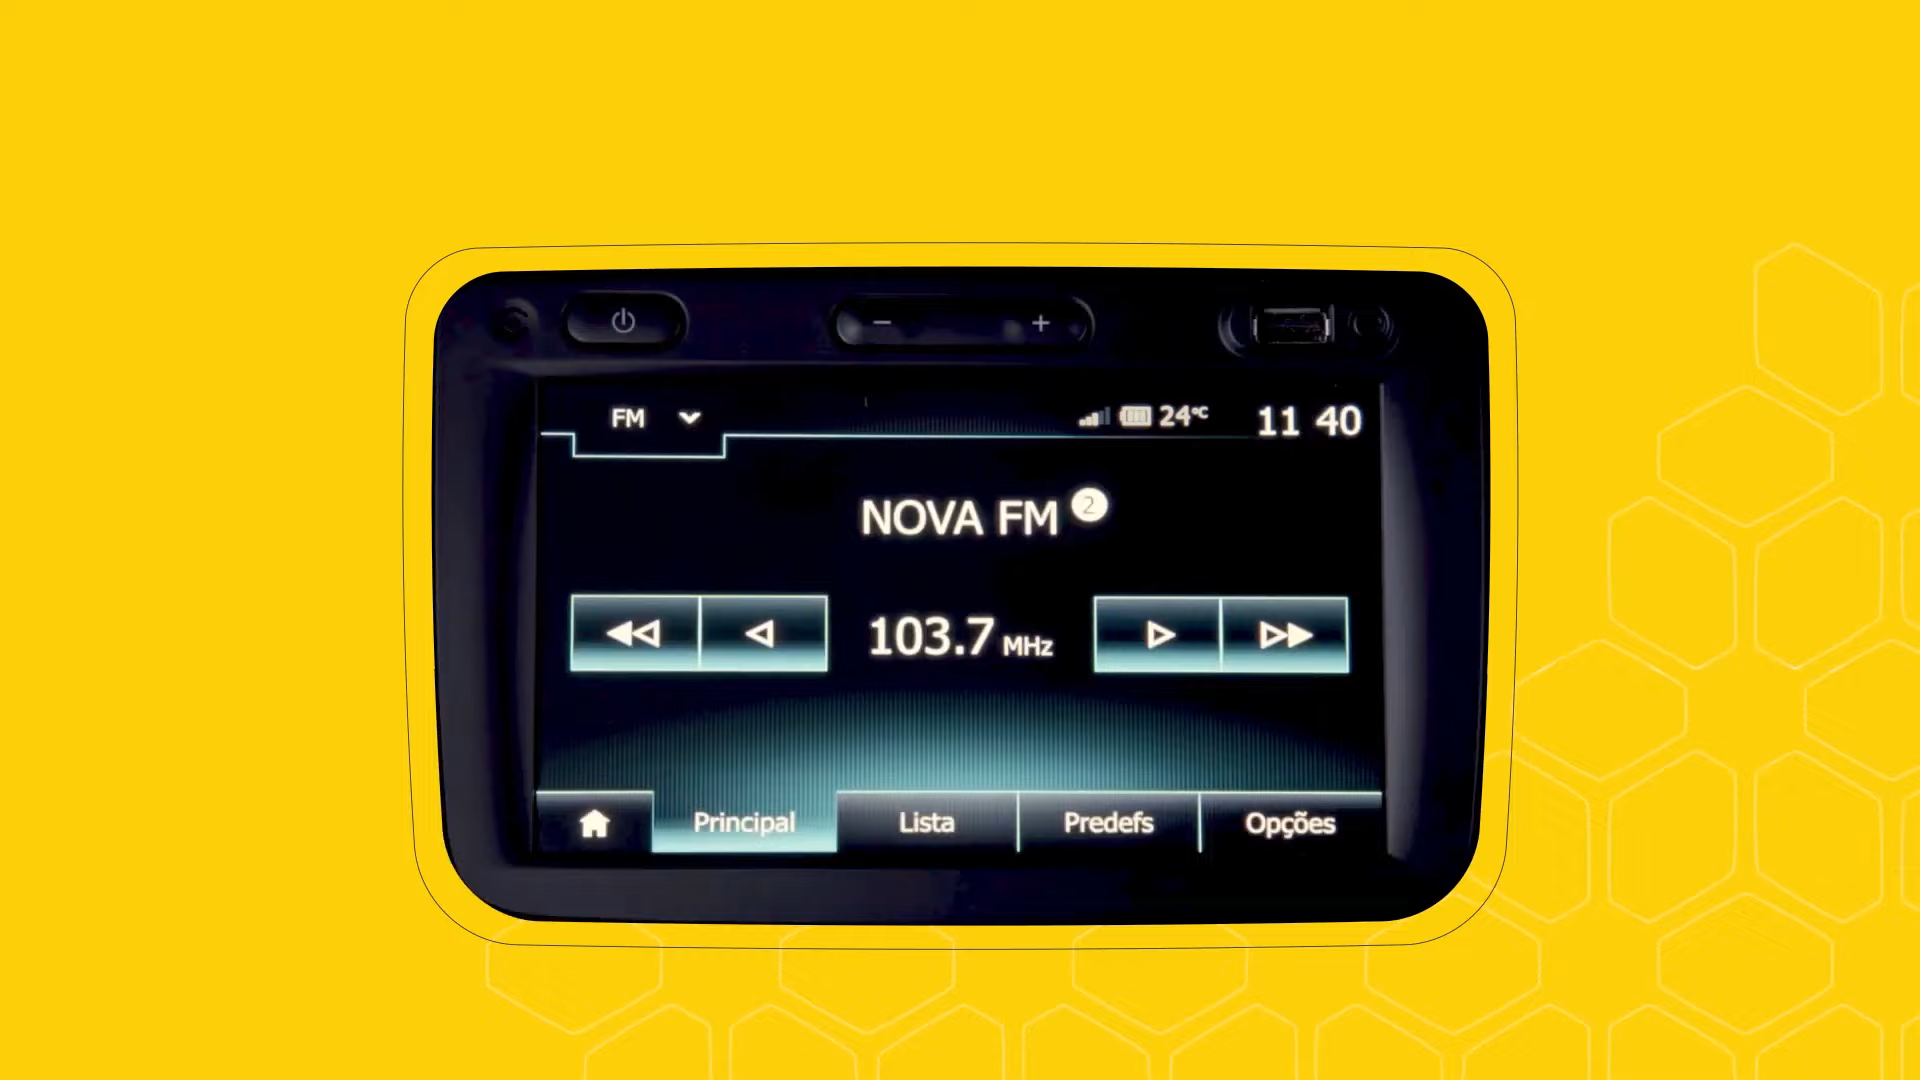 FM 24°C 11 40
NOVA FM 2
103.7 MHz
Principal Lista Predefs Opções